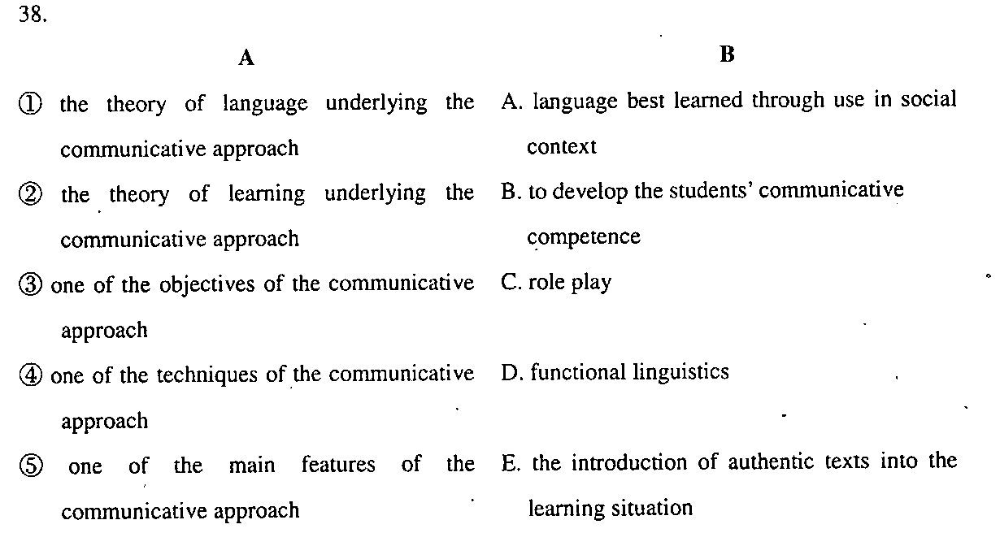 38.
A B
① the theory of language underlying the A. language best learned through use in social
communicative approach context
② the theory of learning underlying the B. to develop the students' communicative
communicative approach competence
③ one of the objectives of the communicative C. role play
approach
④ one of the techniques of the communicative D. functional linguistics
approach
⑤ one of the main features of the E. the introduction of authentic texts into the
communicative approach learning situation